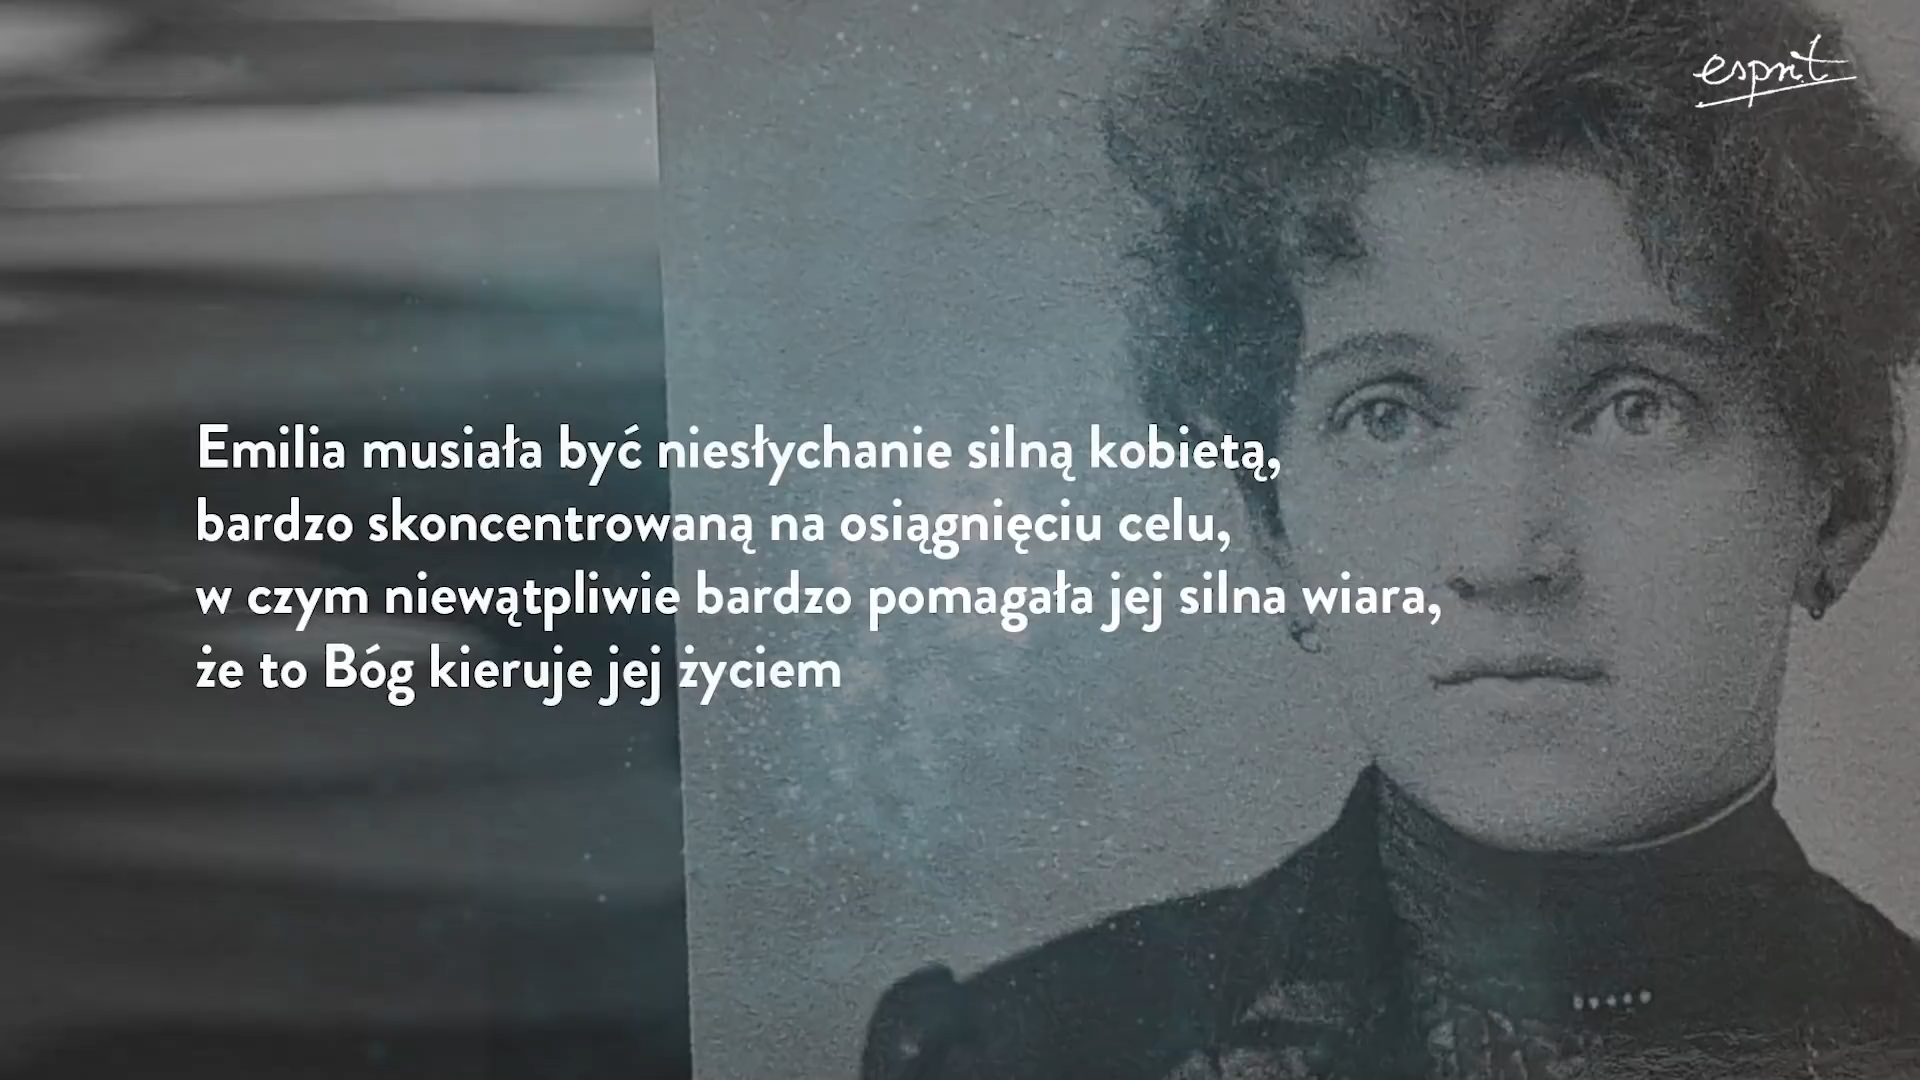 esprit
Emilia musiała być niesłychanie silną kobietą,
bardzo skoncentrowaną na osiągnięciu celu,
w czym niewątpliwie bardzo pomagała jej silna wiara,
że to Bóg kieruje jej życiem